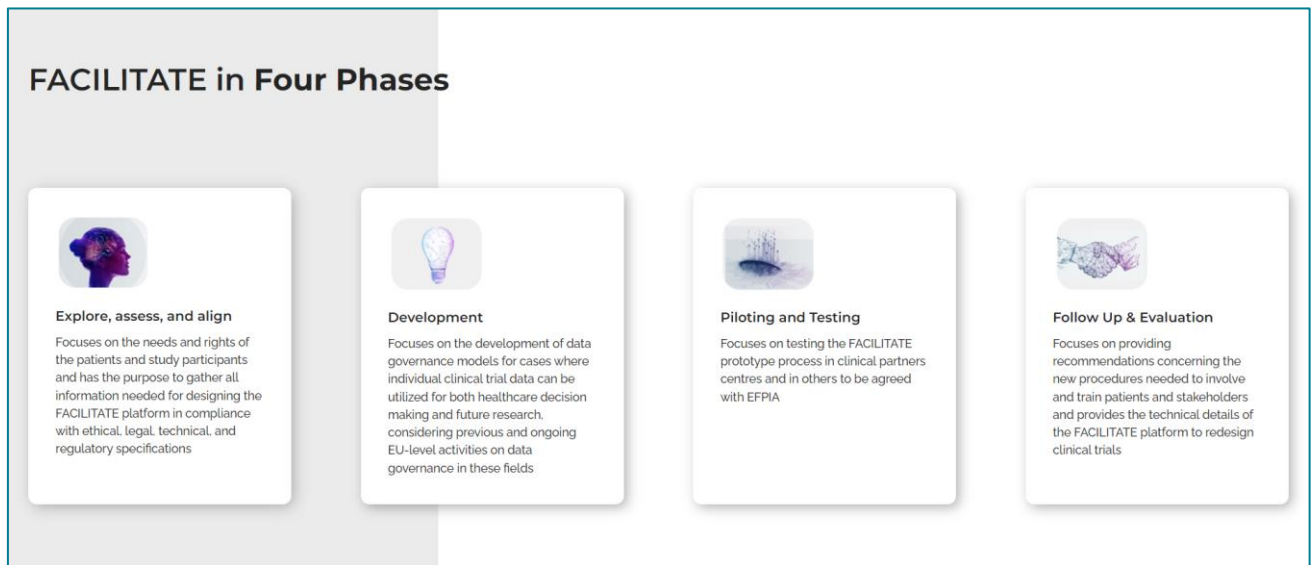 FACILITATE in Four Phases
Explore, assess, and align
Focuses on the needs and rights of
the patients and study participants
and has the purpose to gather all
information needed for designing the
FACILITATE platform in compliance
with ethical, legal, technical, and
regulatory specifications
Development
Focuses on the development of data
governance models for cases where
individual clinical trial data can be
utilized for both healthcare decision
making and future research,
considering previous and ongoing
EU-level activities on data
governance in these fields
Piloting and Testing
Focuses on testing the FACILITATE
prototype process in clinical partners
centres and in others to be agreed
with EFPIA
Follow Up & Evaluation
Focuses on providing
recommendations concerning the
new procedures needed to involve
and train patients and stakeholders
and provides the technical details of
the FACILITATE platform to redesign
clinical trials